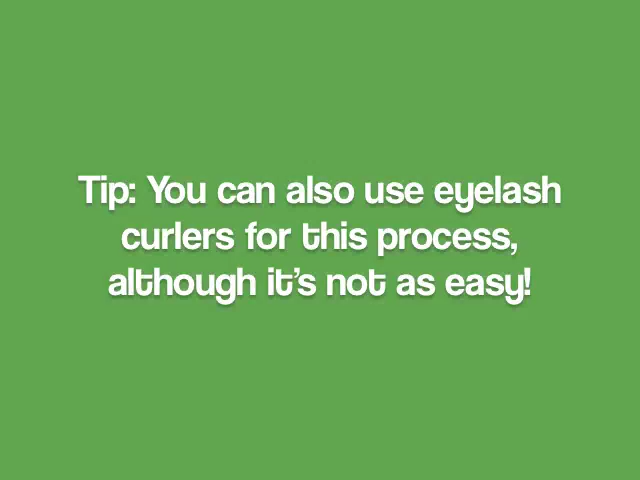 Tip: You can also use eyelash
curlers for this process,
although it's not as easy!